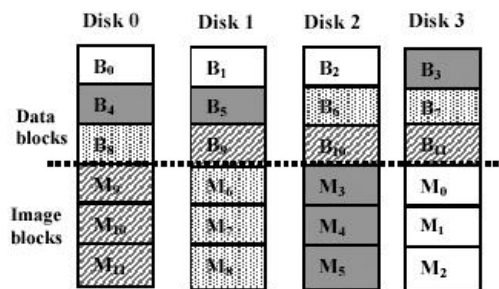 Disk 0 Disk 1 Disk 2 Disk 3
B₀ B₁ B₂ B₃
B₄ B₅ B₆ B₇
Data
blocks
B₈ B₉ B₁₀ B₁₁
M₉ M₆ M₃ M₀
Image
blocks
M₁₀ M₇ M₄ M₁
M₁₁ M₈ M₅ M₂